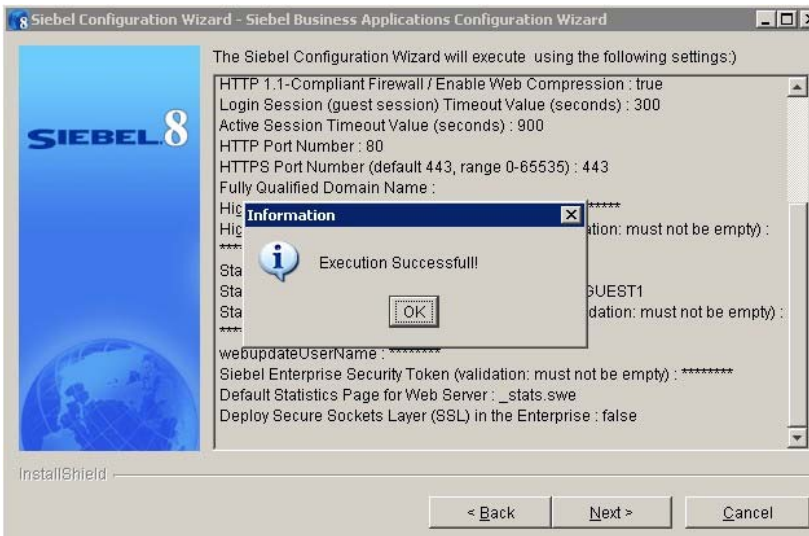 Siebel Configuration Wizard - Siebel Business Applications Configuration Wizard
The Siebel Configuration Wizard will execute using the following settings:)
SIEBEL.8
HTTP 1.1-Compliant Firewall / Enable Web Compression : true
Login Session (guest session) Timeout Value (seconds) : 300
Active Session Timeout Value (seconds) : 900
HTTP Port Number : 80
HTTPS Port Number (default 443, range 0-65535) : 443
Fully Qualified Domain Name :
*****
must not be empty) :
Information
Execution Successfull!
OK
must not be empty) :
webupdateUserName : ********
Siebel Enterprise Security Token (validation: must not be empty) : ********
Default Statistics Page for Web Server : _stats.swe
Deploy Secure Sockets Layer (SSL) in the Enterprise : false
InstallShield
< Back
Next >
Cancel